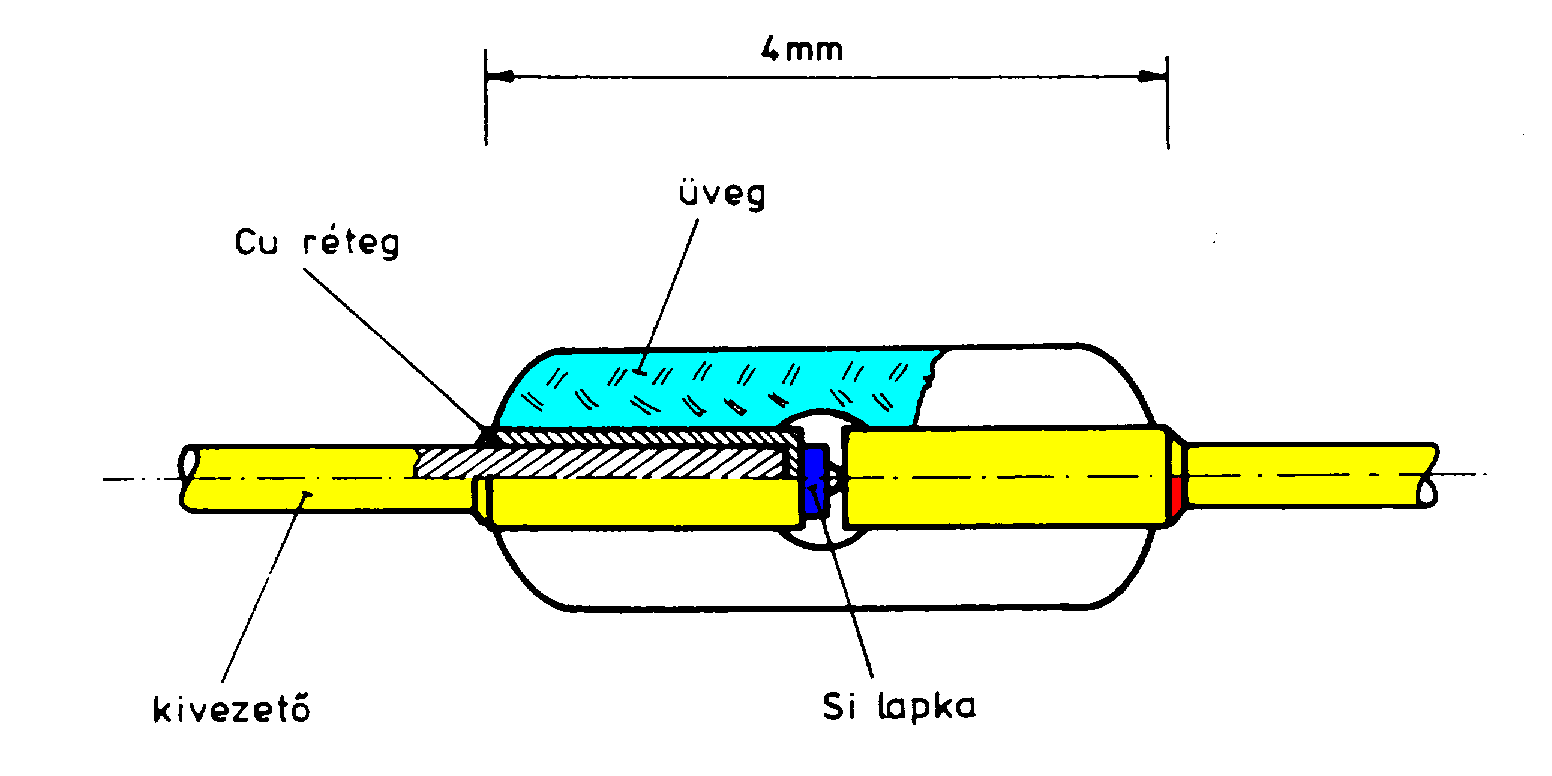 4mm
üveg
Cu réteg
kivezető
Si lapka